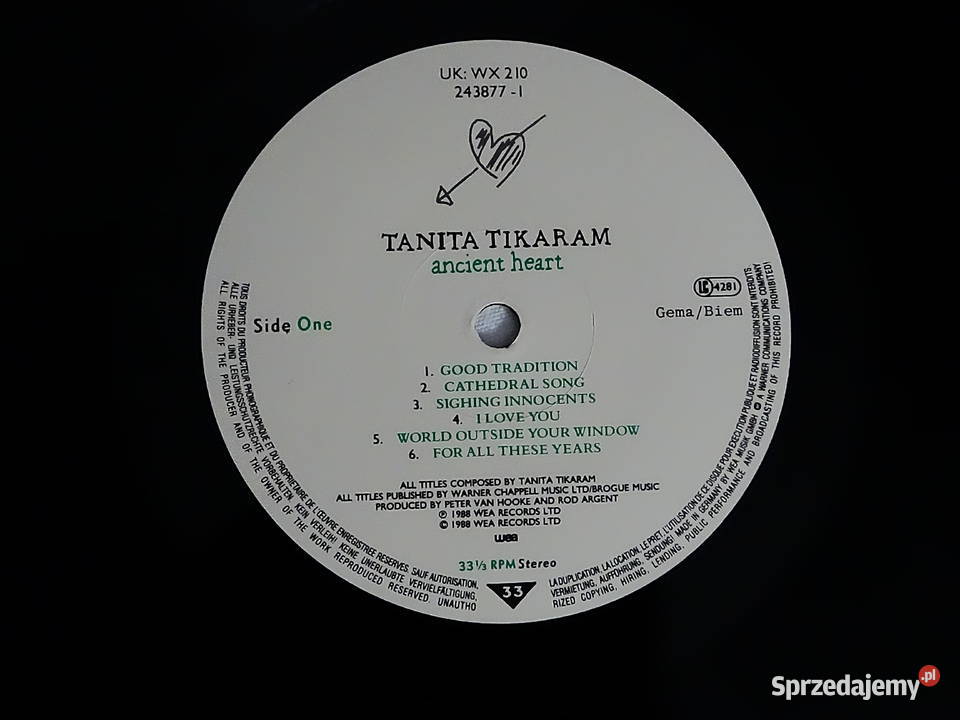 UK: WX 210
243877-1
TANITA TIKARAM
ancient heart
LC 4281
Gema/Biem
Side One
1. GOOD TRADITION
2. CATHEDRAL SONG
3. SIGHING INNOCENTS
4. I LOVE YOU
5. WORLD OUTSIDE YOUR WINDOW
6. FOR ALL THESE YEARS
ALL TITLES COMPOSED BY TANITA TIKARAM
ALL TITLES PUBLISHED BY WARNER CHAPPELL MUSIC LTD/BROGUE MUSIC
PRODUCED BY PETER VAN HOOKE AND ROD ARGENT
℗ 1988 WEA RECORDS LTD
© 1988 WEA RECORDS LTD
wea
33 1/3 RPM Stereo
33
TOUS DROITS DU PRODUCTEUR PHONOGRAPHIQUE ET DU PROPRIETAIRE DE L'ŒUVRE ENREGISTREE RESERVES. SAUF AUTORISATION, LA DUPLICATION, LA LOCATION, LE PRET, L'UTILISATION DE CE DISQUE POUR EXECUTION PUBLIQUE ET RADIODIFFUSION SONT INTERDITS.
ALLE URHEBER- UND LEISTUNGSSCHUTZRECHTE VORBEHALTEN. KEIN VERLEIH! KEINE UNERLAUBTE VERVIELFÄLTIGUNG, VERMIETUNG, AUFFÜHRUNG, SENDUNG! MADE IN GERMANY BY WEA MUSIK GMBH. A WARNER COMMUNICATIONS COMPANY
ALL RIGHTS OF THE PRODUCER AND OF THE OWNER OF THE WORK REPRODUCED RESERVED. UNAUTHORIZED COPYING, HIRING, LENDING, PUBLIC PERFORMANCE AND BROADCASTING OF THIS RECORD PROHIBITED!
Sprzedajemy.pl